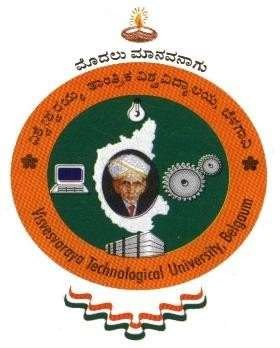 ಮೊದಲು ಮಾನವನಾಗು
ವಿಶ್ವೇಶ್ವರಯ್ಯ ತಾಂತ್ರಿಕ ವಿಶ್ವವಿದ್ಯಾಲಯ, ಬೆಳಗಾವಿ
Visvesvaraya Technological University, Belgaum